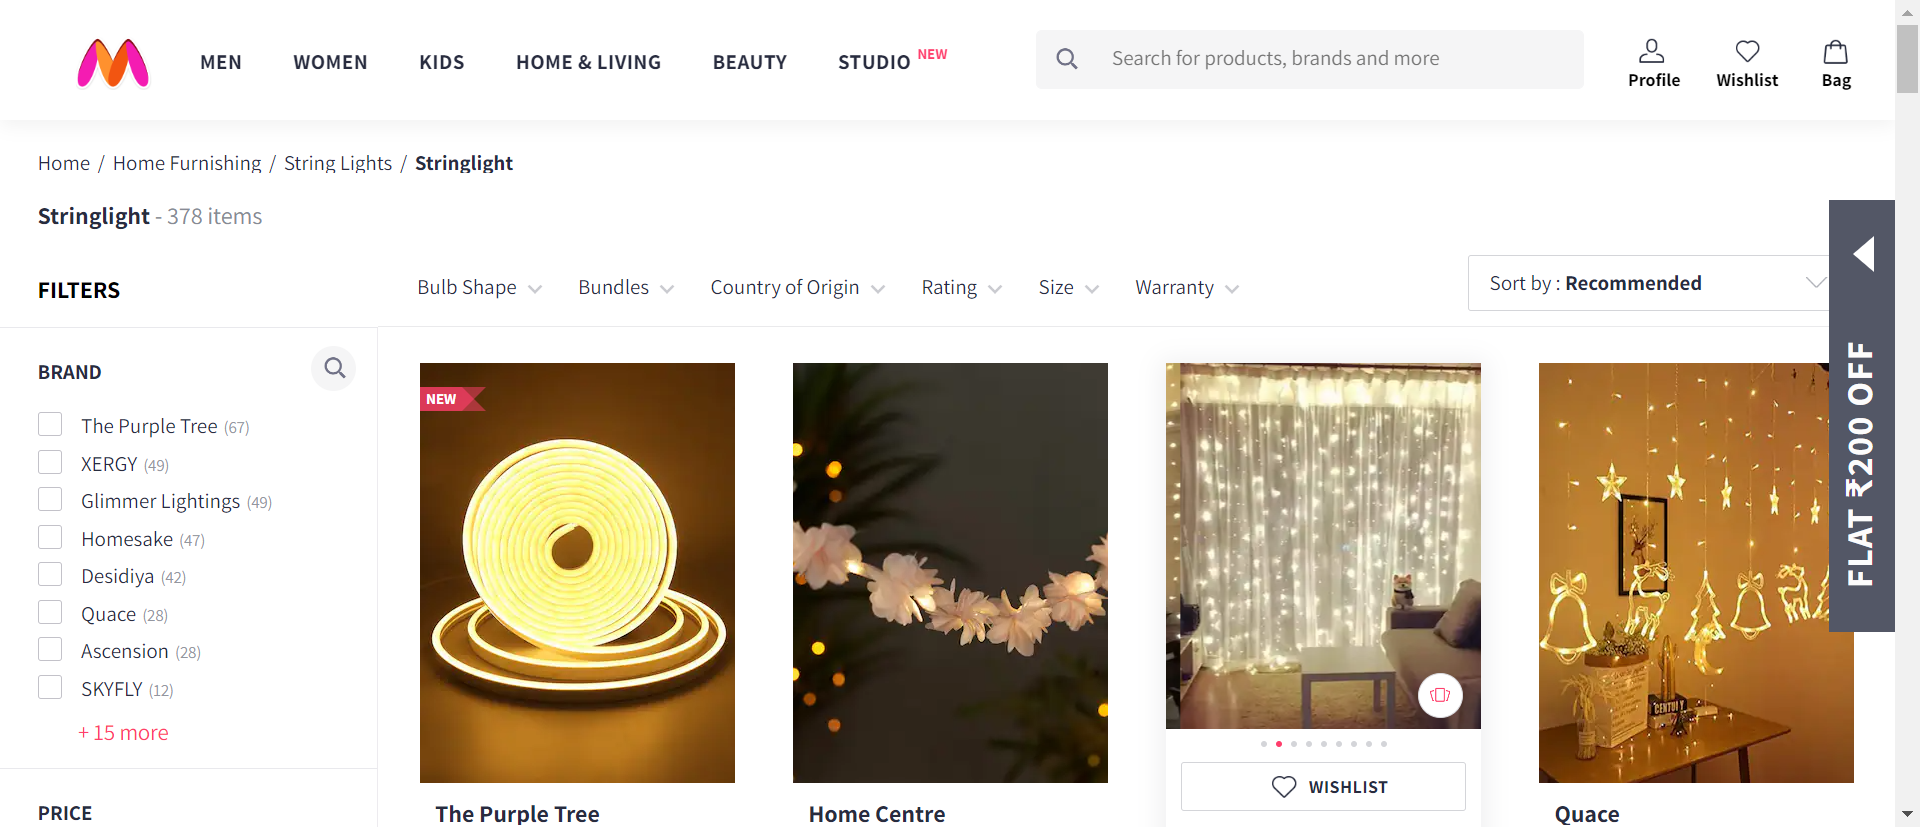 MEN WOMEN KIDS HOME & LIVING BEAUTY STUDIO NEW
Search for products, brands and more
Profile Wishlist Bag
Home / Home Furnishing / String Lights / Stringlight
Stringlight - 378 items
FILTERS
Bulb Shape Bundles Country of Origin Rating Size Warranty
Sort by : Recommended
FLAT ₹200 OFF
BRAND
The Purple Tree (67)
XERGY (49)
Glimmer Lightings (49)
Homesake (47)
Desidiya (42)
Quace (28)
Ascension (28)
SKYFLY (12)
+ 15 more
PRICE
NEW
The Purple Tree
Home Centre
WISHLIST
CENTURY
Quace